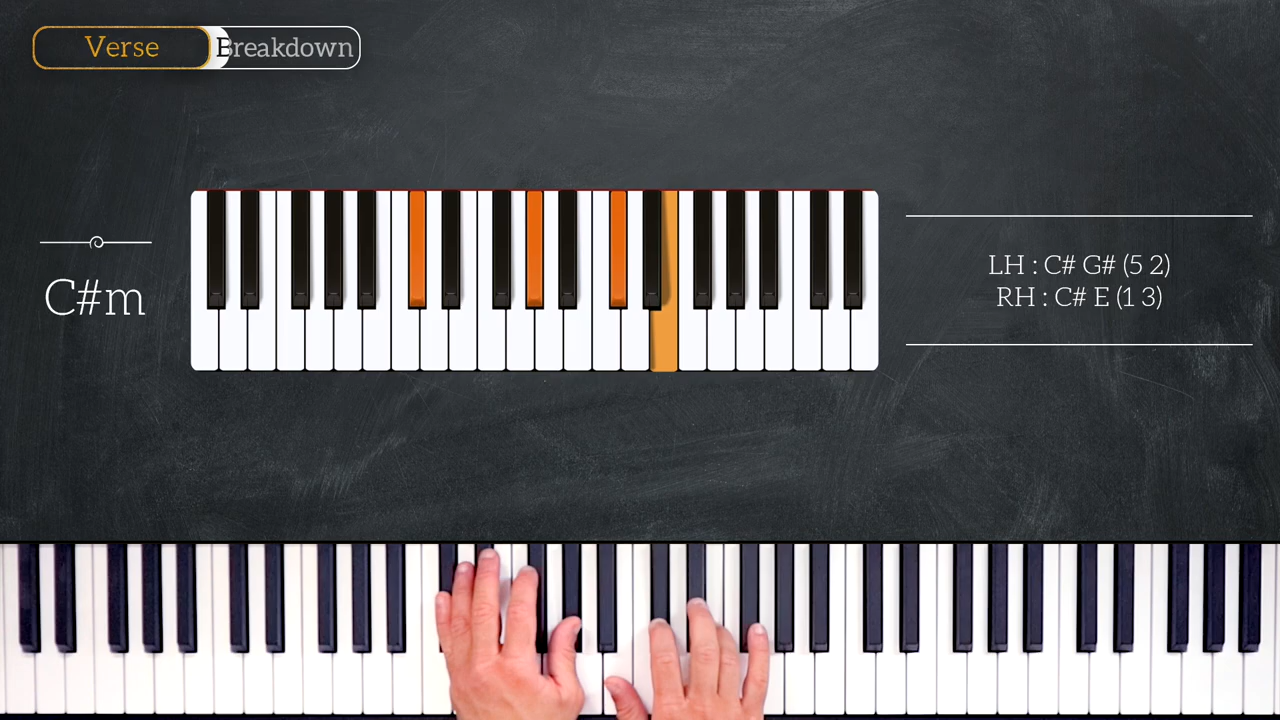 Verse Breakdown
C#m
LH : C# G# (5 2)
RH : C# E (1 3)